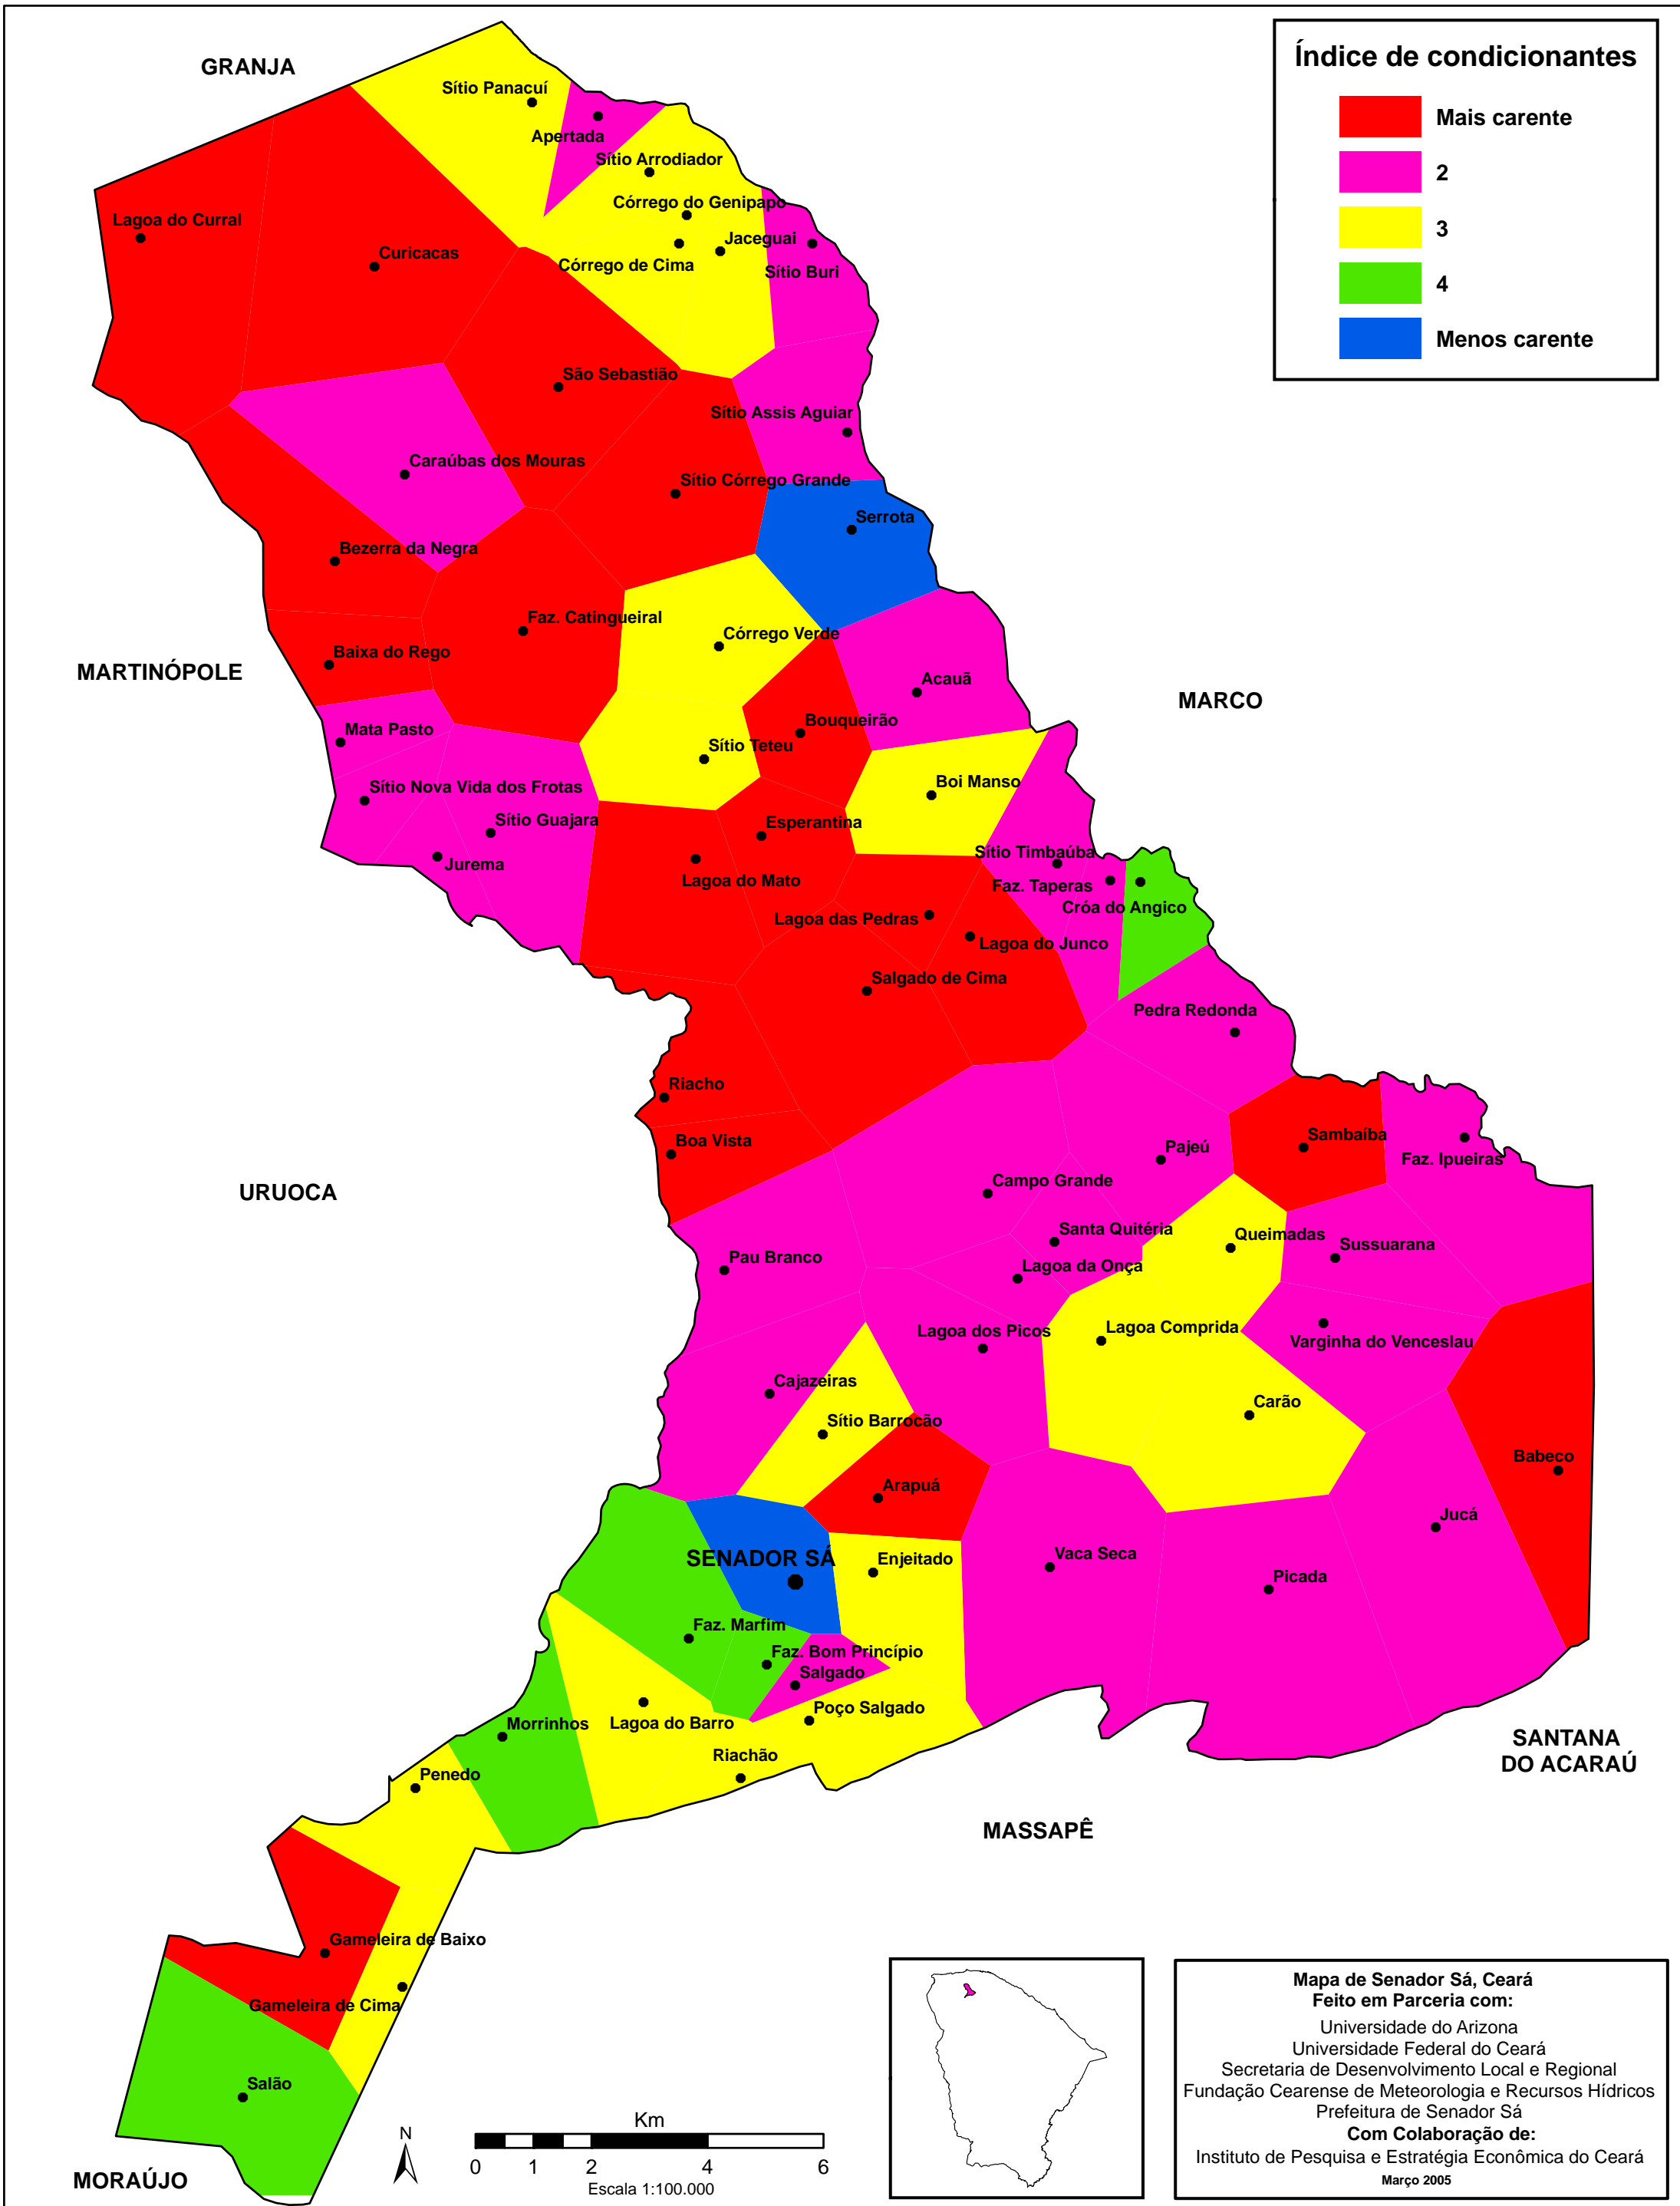 GRANJA
Índice de condicionantes
Mais carente
2
3
4
Menos carente
Sítio Panacuí
Apertada
Sítio Arrodiador
Córrego do Genipapo
Lagoa do Curral
Jaceguai
Curicacas
Córrego de Cima
Sítio Buri
São Sebastião
Sítio Assis Aguiar
Caraúbas dos Mouras
Sítio Córrego Grande
Serrota
Bezerra da Negra
Faz. Catingueiral
Córrego Verde
Baixa do Rego
MARTINÓPOLE
Acauã
MARCO
Bouqueirão
Mata Pasto
Sítio Teteu
Boi Manso
Sítio Nova Vida dos Frotas
Sítio Guajara
Esperantina
Jurema
Sítio Timbaúba
Lagoa do Mato
Faz. Taperas
Cróa do Angico
Lagoa das Pedras
Lagoa do Junco
Salgado de Cima
Pedra Redonda
Riacho
Boa Vista
Sambaíba
Pajeú
Faz. Ipueiras
Campo Grande
URUOCA
Santa Quitéria
Queimadas
Sussuarana
Pau Branco
Lagoa da Onça
Lagoa dos Picos
Lagoa Comprida
Varginha do Venceslau
Cajazeiras
Carão
Sítio Barrocão
Babeco
Arapuá
Jucá
SENADOR SÁ
Enjeitado
Vaca Seca
Picada
Faz. Marfim
Faz. Bom Princípio
Salgado
Poço Salgado
Lagoa do Barro
Morrinhos
Riachão
Penedo
SANTANA
DO ACARAÚ
MASSAPÊ
Gameleira de Baixo
Gameleira de Cima
Salão
MORAÚJO
N
Km
0 1 2 4 6
Escala 1:100.000
Mapa de Senador Sá, Ceará
Feito em Parceria com:
Universidade do Arizona
Universidade Federal do Ceará
Secretaria de Desenvolvimento Local e Regional
Fundação Cearense de Meteorologia e Recursos Hídricos
Prefeitura de Senador Sá
Com Colaboração de:
Instituto de Pesquisa e Estratégia Econômica do Ceará
Março 2005